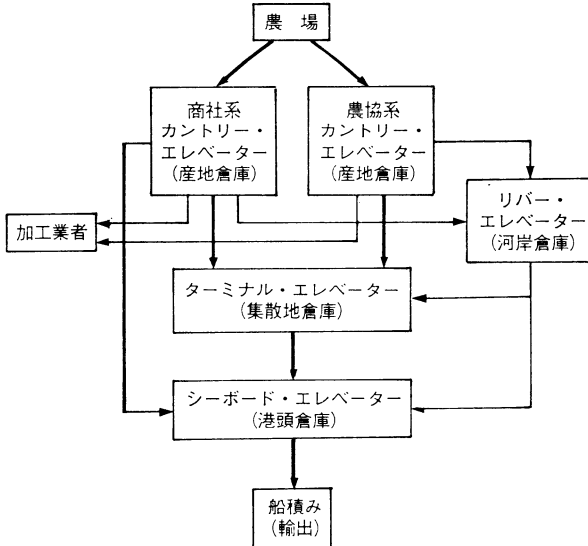 農 場
商社系
カントリー・
エレベーター
(産地倉庫)
農協系
カントリー・
エレベーター
(産地倉庫)
リバー・
エレベーター
(河岸倉庫)
加工業者
ターミナル・エレベーター
(集散地倉庫)
シーボード・エレベーター
(港頭倉庫)
船積み
(輸出)